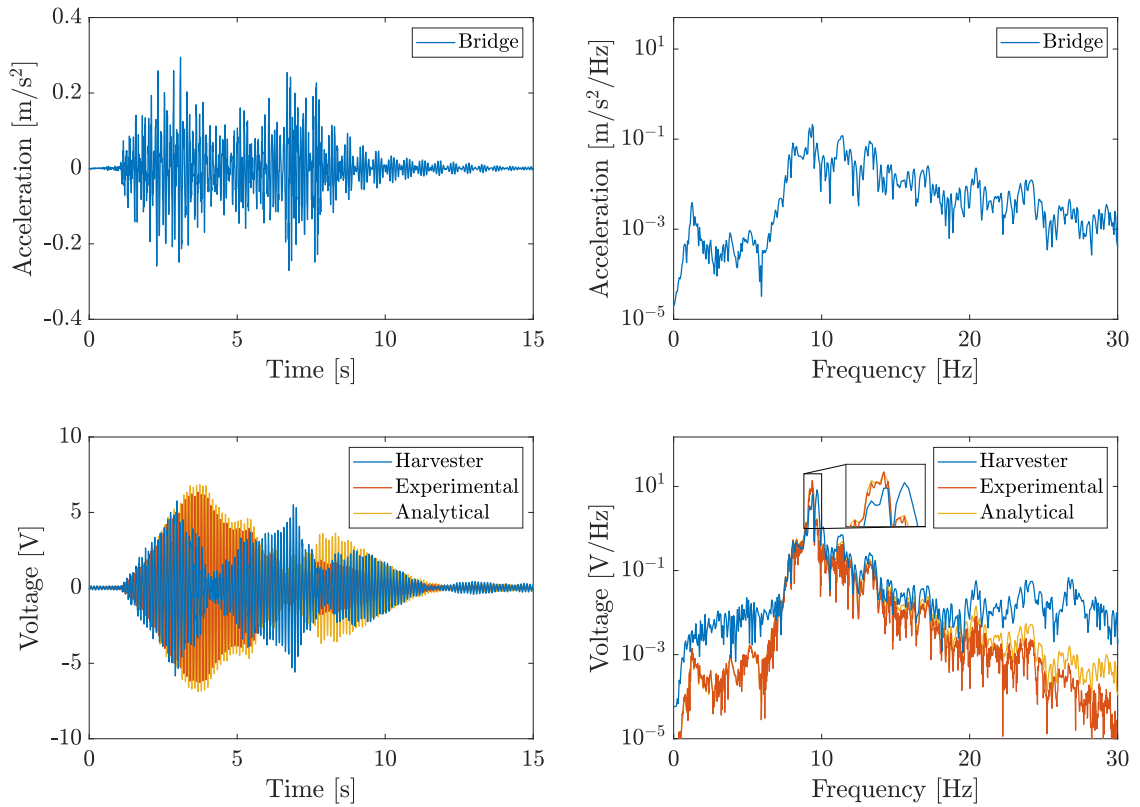 Acceleration [m/s²]
0.4
0.2
0
-0.2
-0.4
Bridge
0 5 10 15
Time [s]
Acceleration [m/s²/Hz]
10¹
10⁻¹
10⁻³
10⁻⁵
Bridge
0 10 20 30
Frequency [Hz]
Voltage [V]
10
5
0
-5
-10
Harvester
Experimental
Analytical
0 5 10 15
Time [s]
Voltage [V/Hz]
10¹
10⁻¹
10⁻³
10⁻⁵
Harvester
Experimental
Analytical
0 10 20 30
Frequency [Hz]